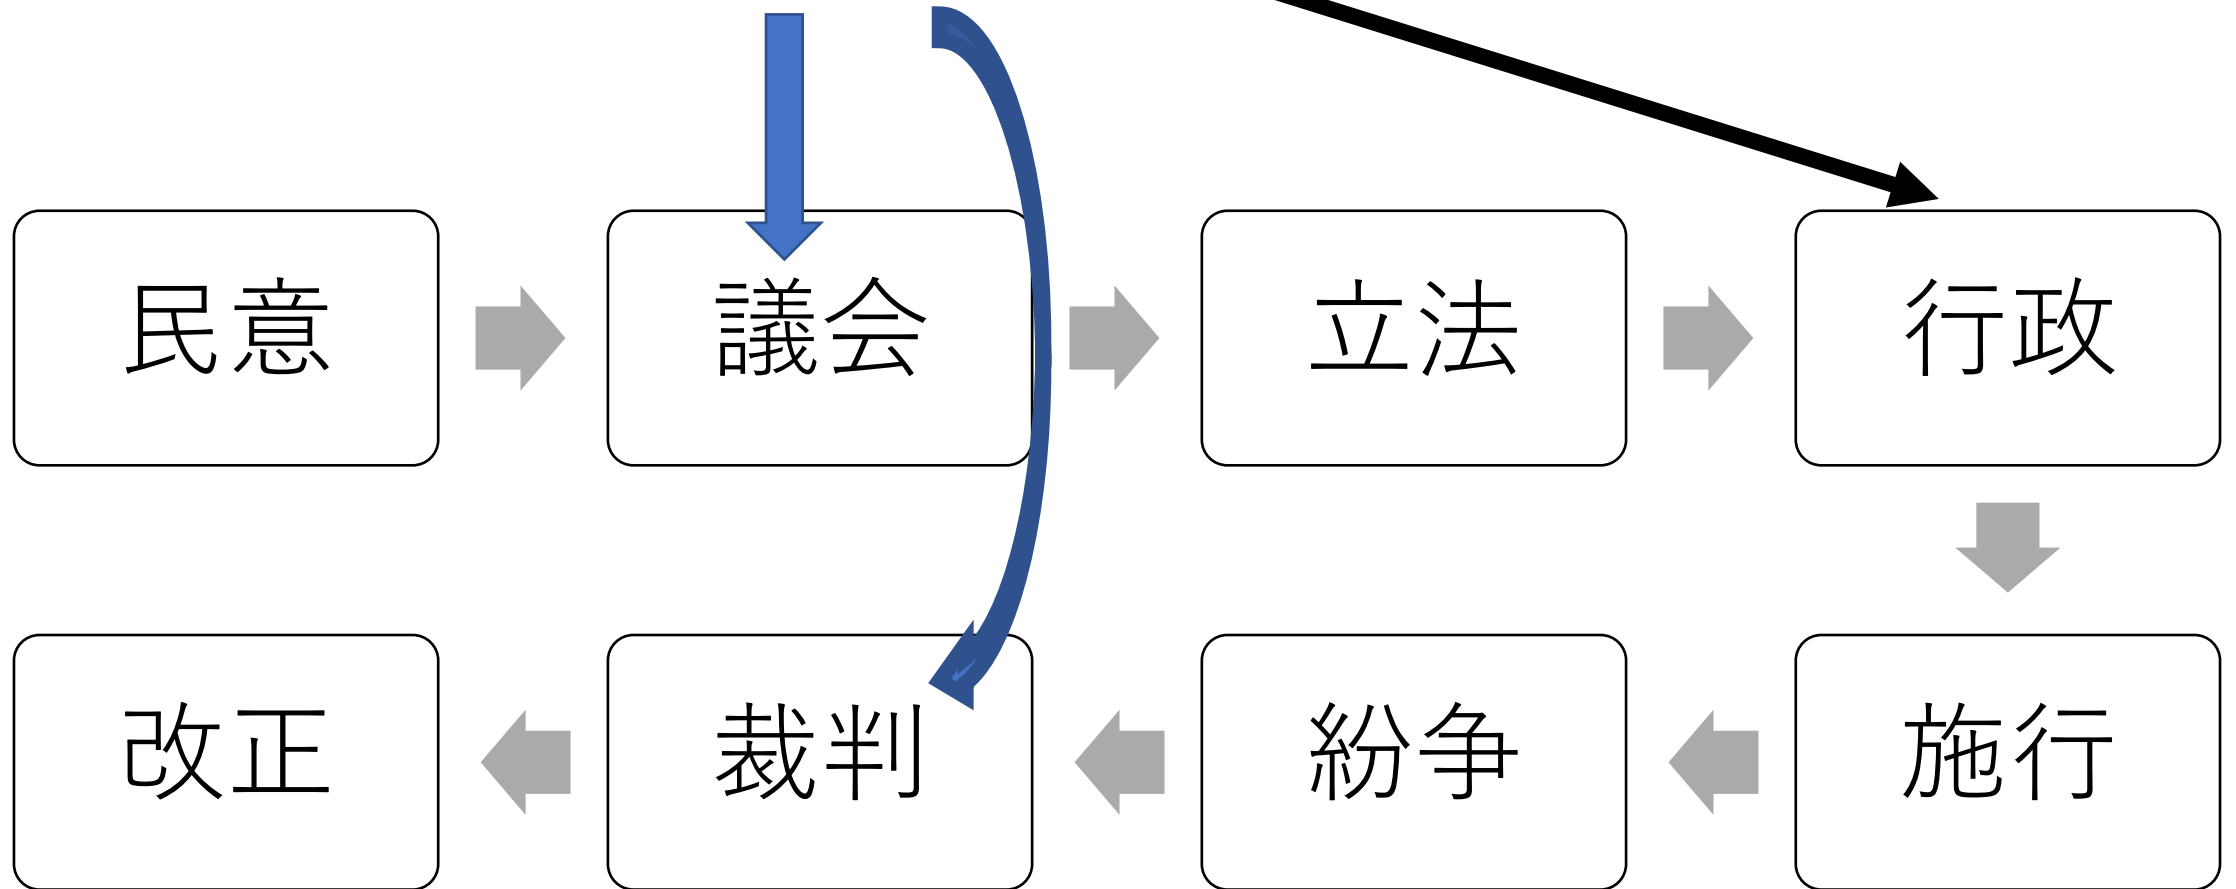 民意
議会
立法
行政
施行
紛争
裁判
改正